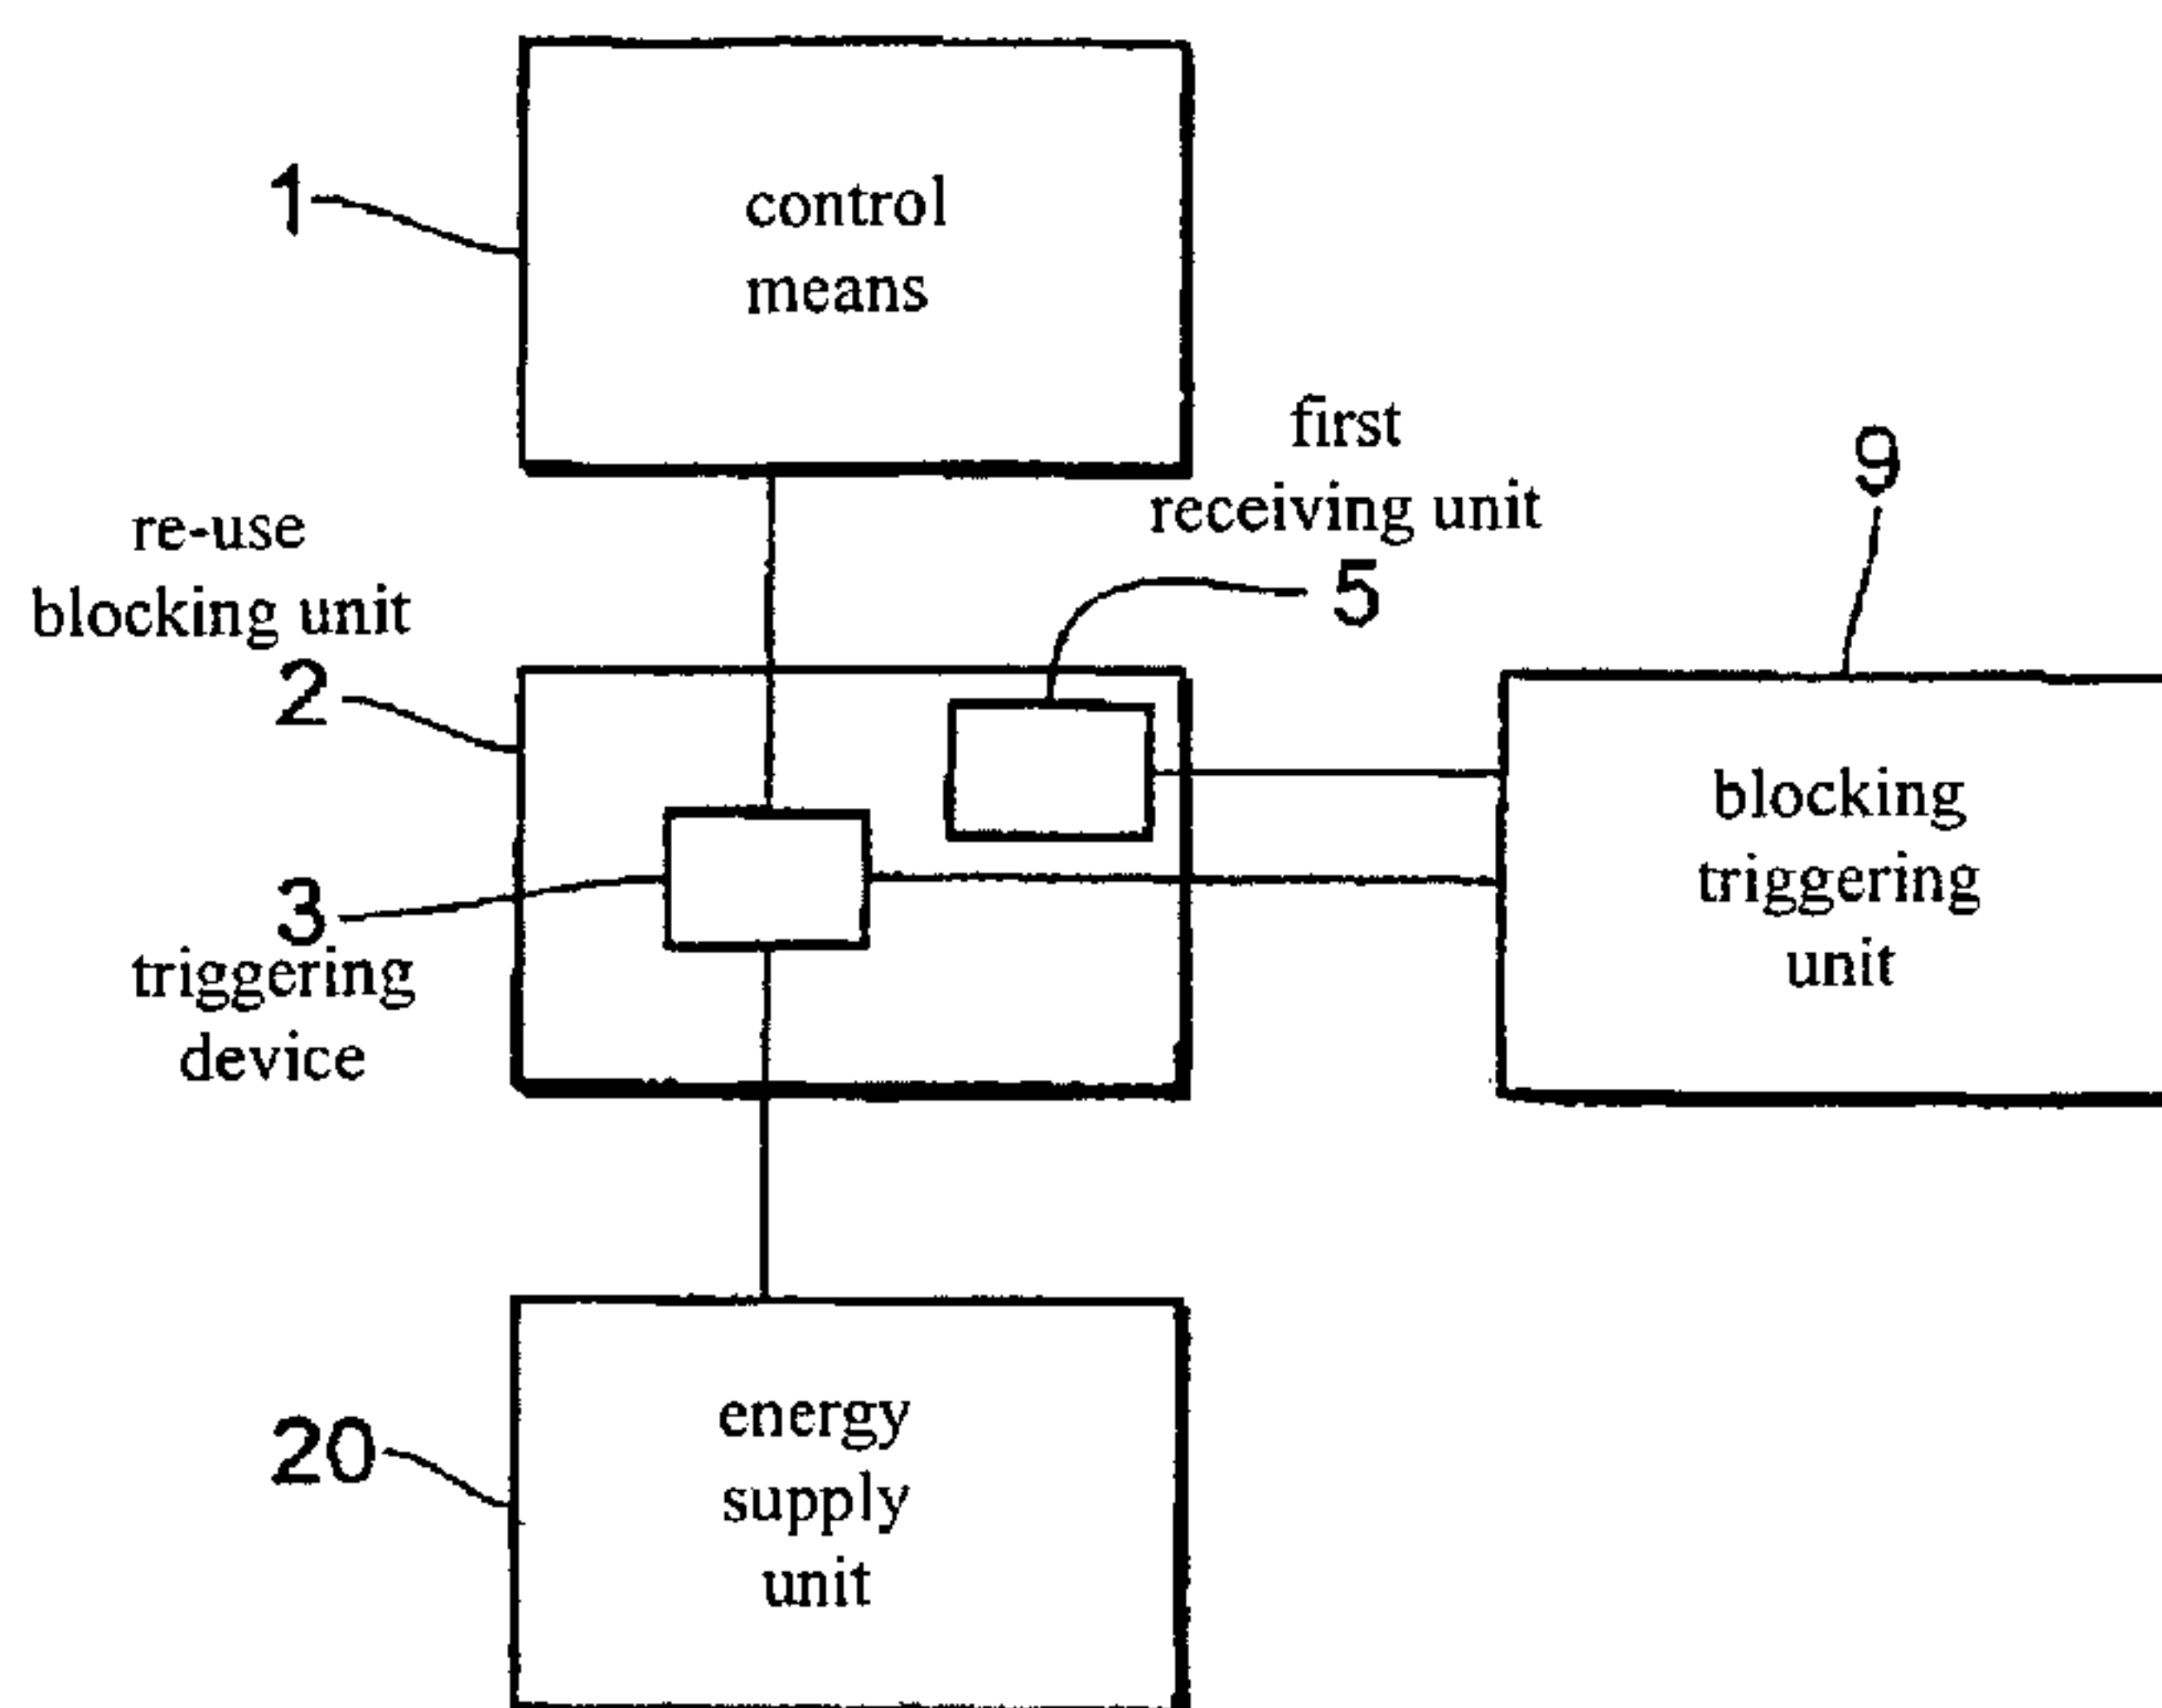 1
control
means
first
receiving unit
5
9
re-use
blocking unit
2
blocking
triggering
unit
3
triggering
device
20
energy
supply
unit